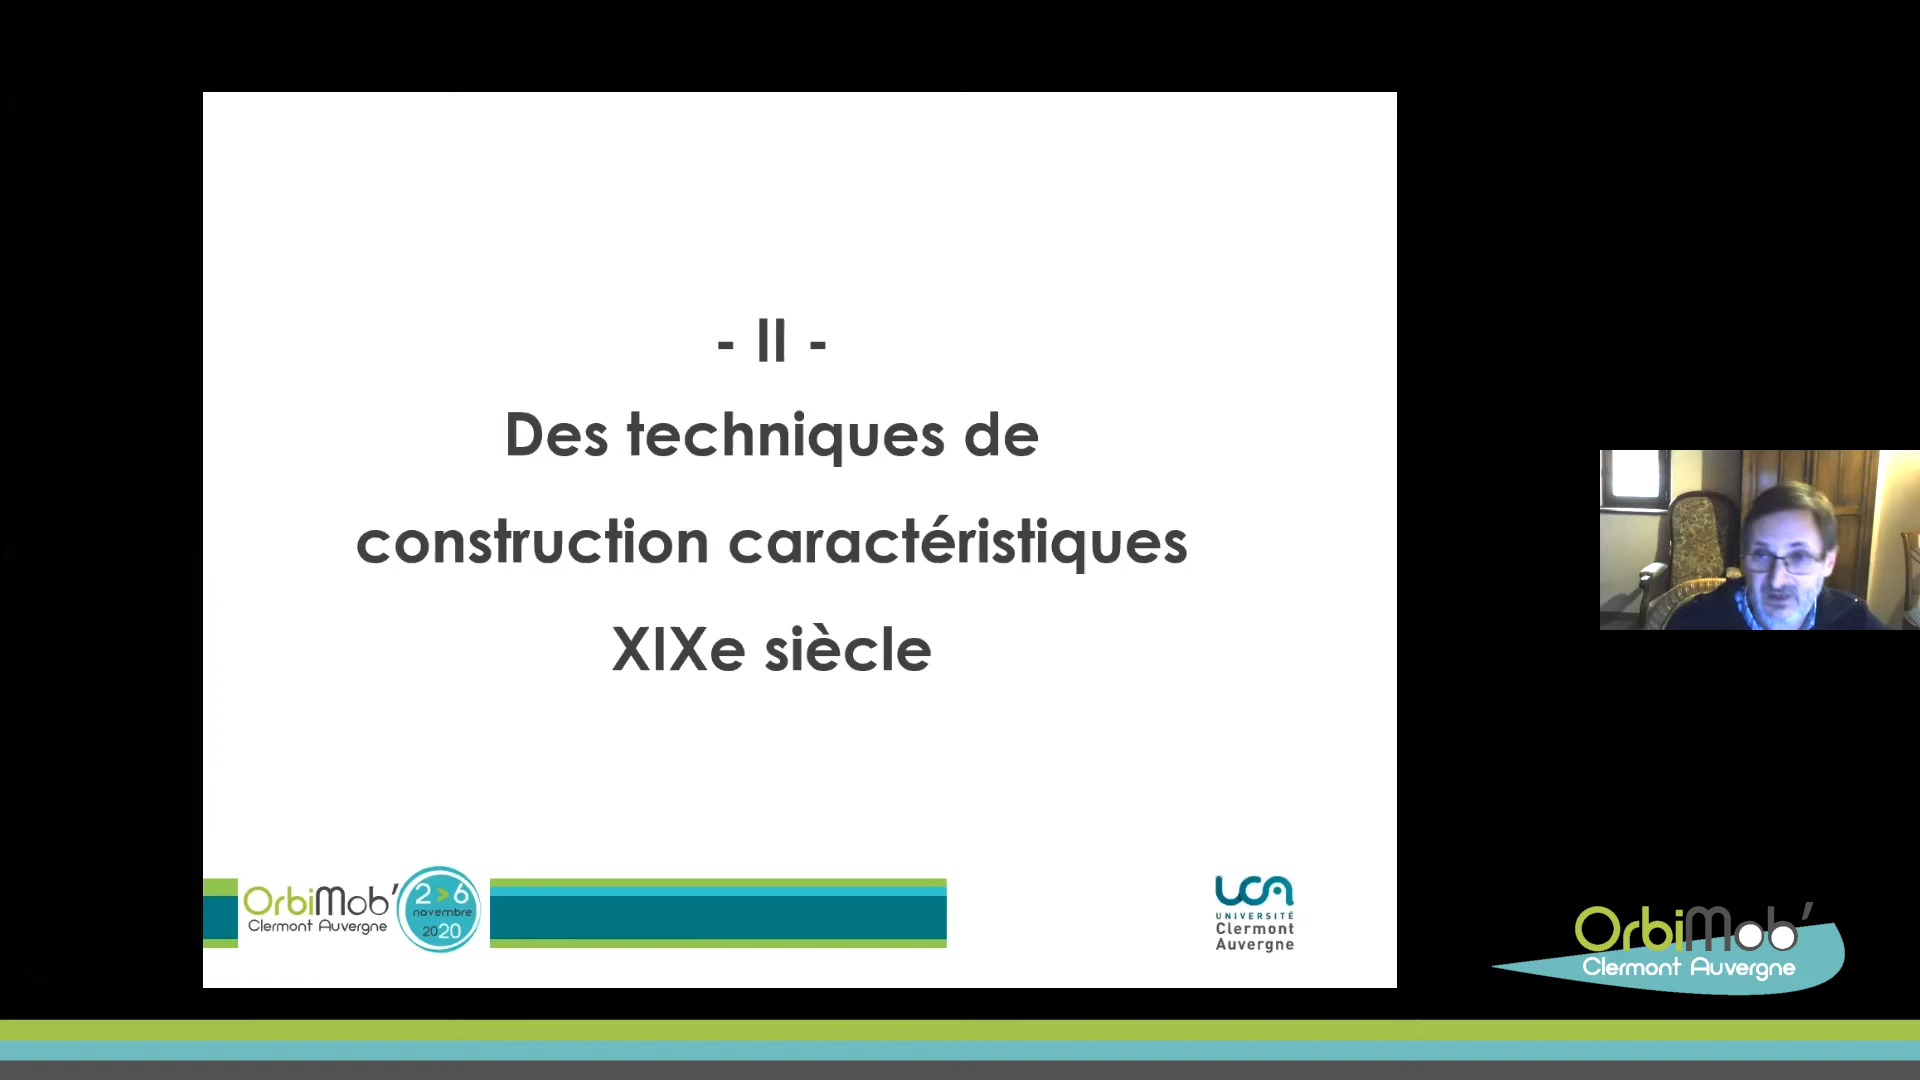 - II -
Des techniques de
construction caractéristiques
XIXe siècle
OrbiMob'
Clermont Auvergne
2>6
novembre
2020
UCA
UNIVERSITÉ
Clermont
Auvergne
OrbiMob'
Clermont Auvergne